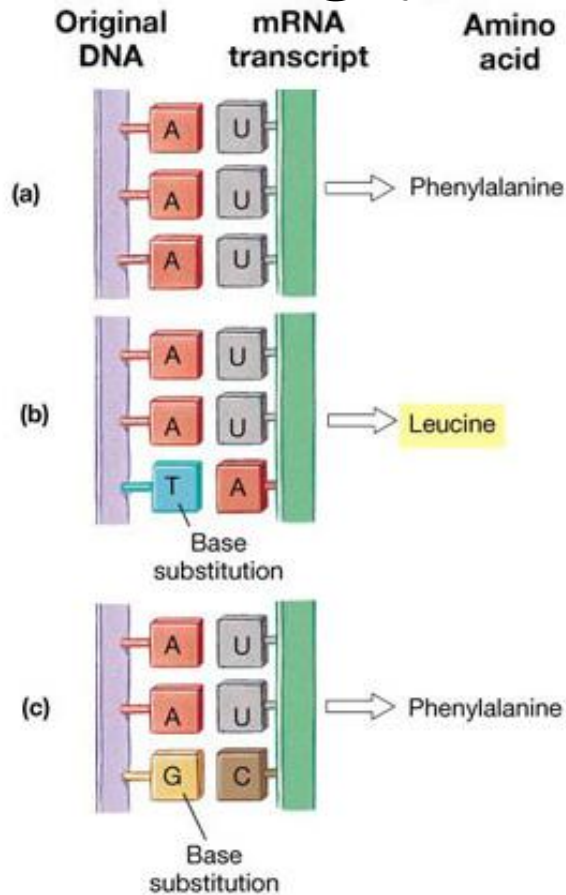 Original DNA
mRNA transcript
Amino acid
(a)
A U
A U
A U
Phenylalanine
(b)
A U
A U
T A
Leucine
Base substitution
(c)
A U
A U
G C
Phenylalanine
Base substitution